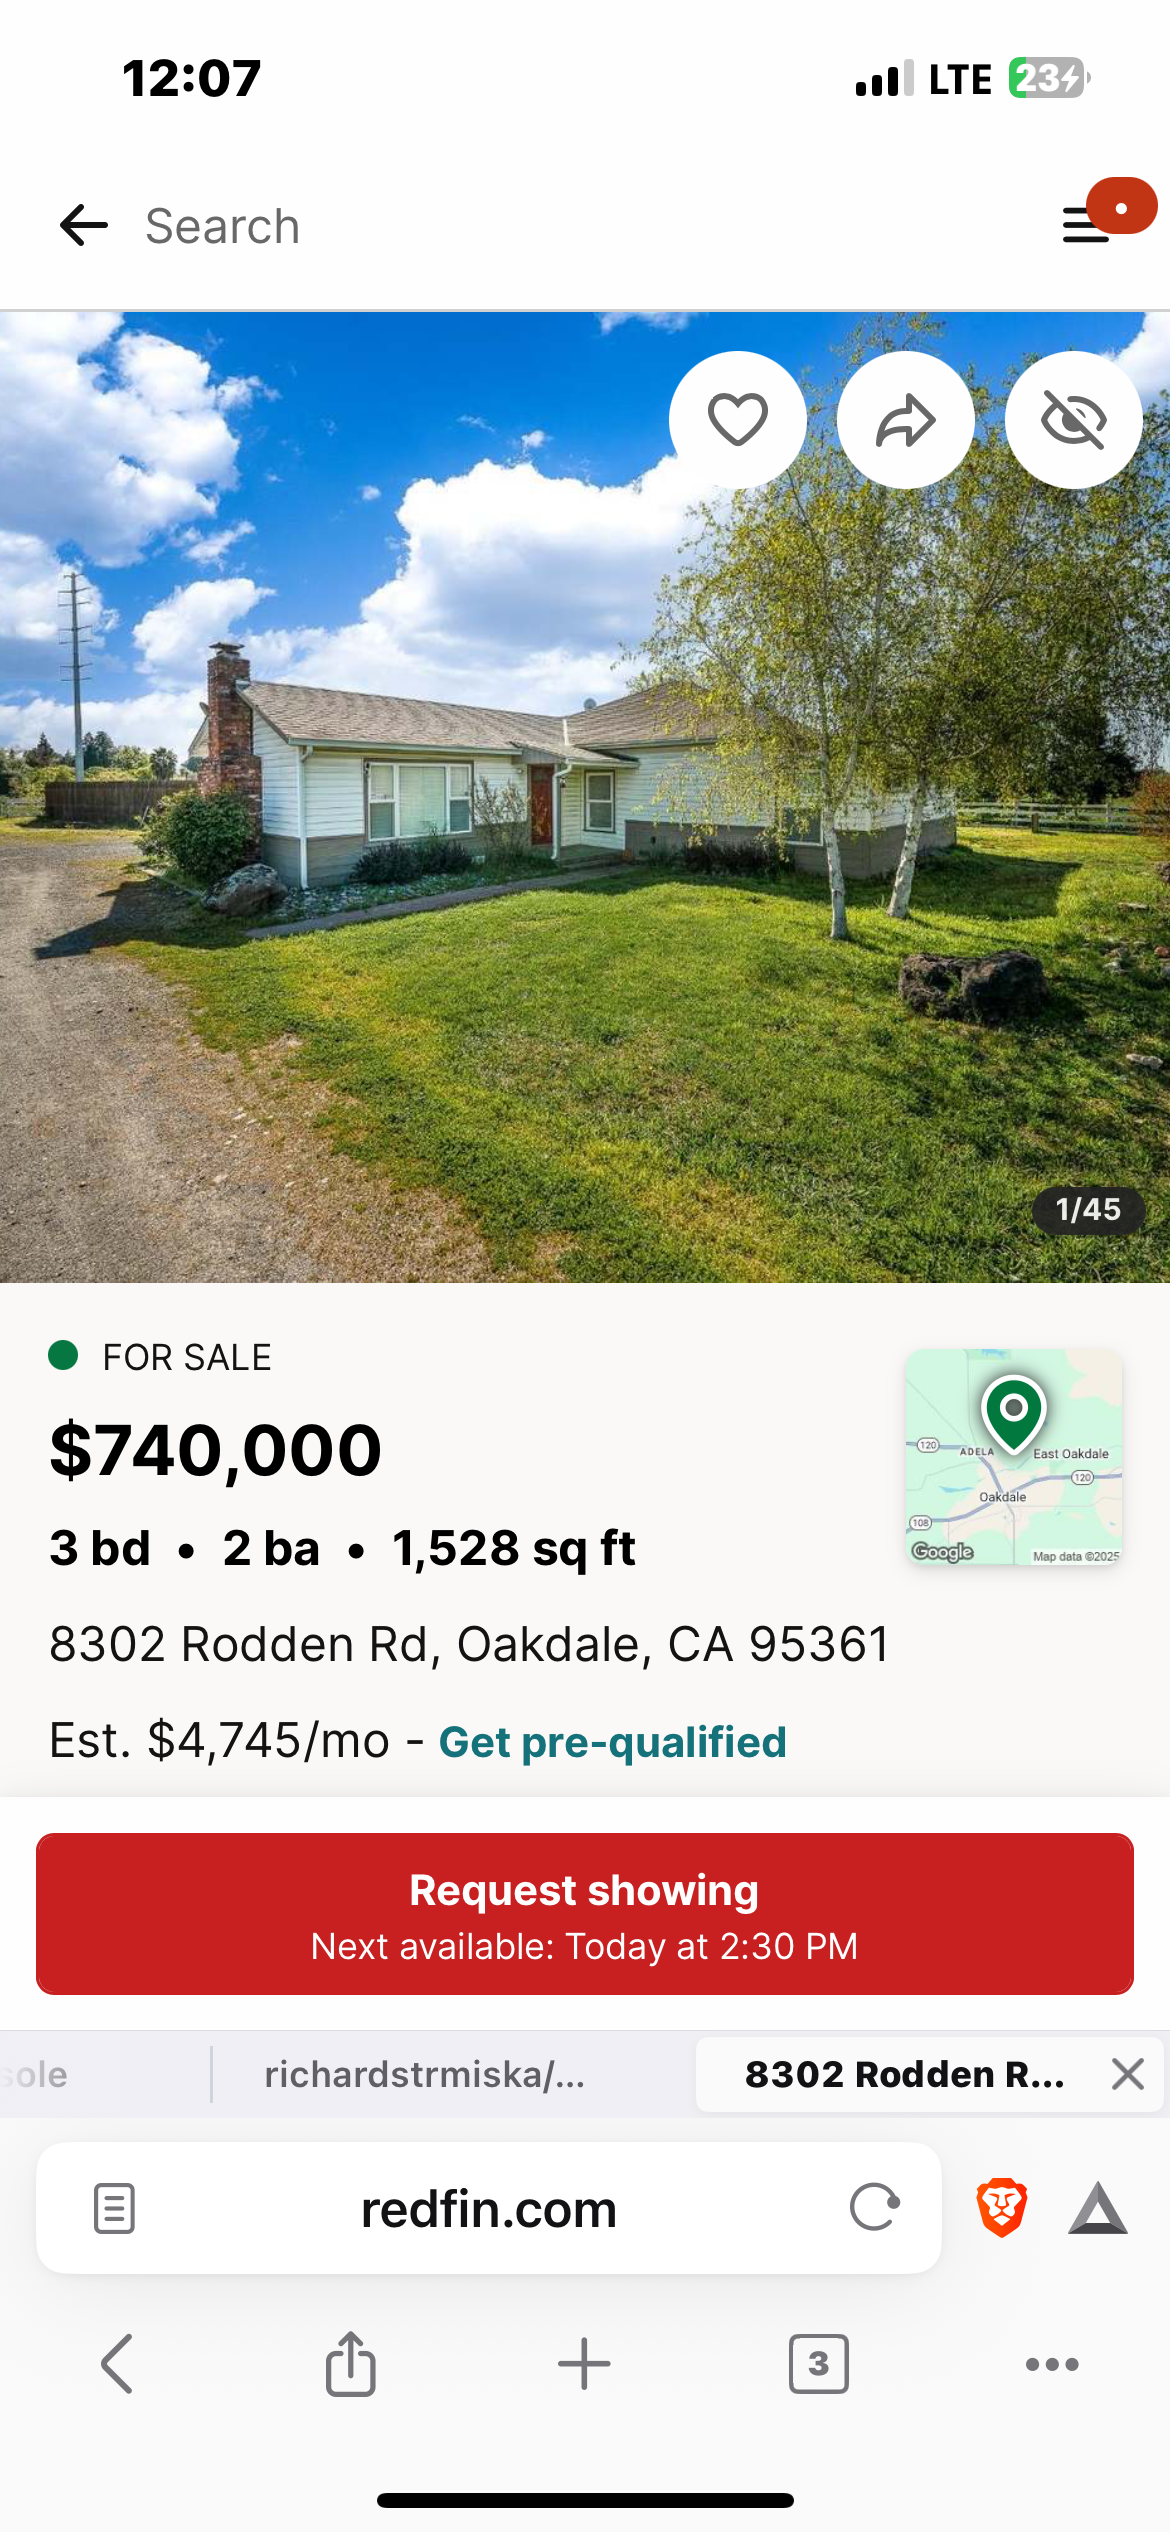 12:07
LTE
23
Search
1/45
FOR SALE
$740,000
3 bd • 2 ba • 1,528 sq ft
8302 Rodden Rd, Oakdale, CA 95361
Est. $4,745/mo - Get pre-qualified
120
ADELA
East Oakdale
120
Oakdale
108
Google
Map data ©2025
Request showing
Next available: Today at 2:30 PM
sole
richardstrmiska/...
8302 Rodden R...
redfin.com
3